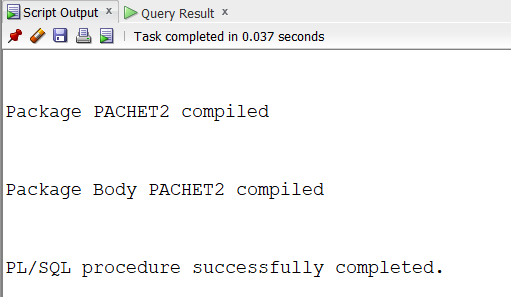 Script Output x Query Result x
Task completed in 0.037 seconds
Package PACHET2 compiled
Package Body PACHET2 compiled
PL/SQL procedure successfully completed.